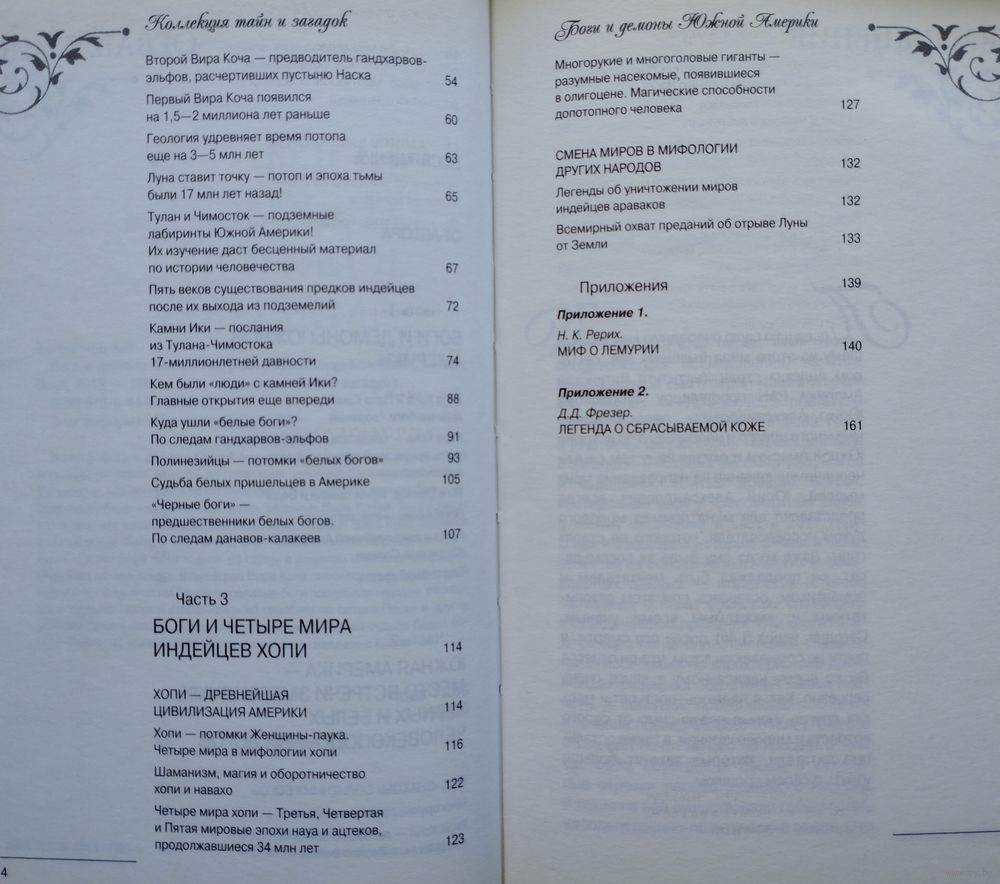 Коллекция тайн и загадок
Второй Вира Коча — предводитель гандхарвов-
эльфов, расчертивших пустыню Наска 54
Первый Вира Коча появился
на 1,5—2 миллиона лет раньше 60
Геология удревняет время потопа
еще на 3—5 млн лет 63
Луна ставит точку — потоп и эпоха тьмы
были 17 млн лет назад! 65
Тулан и Чимосток — подземные
лабиринты Южной Америки!
Их изучение даст бесценный материал
по истории человечества 67
Пять веков существования предков индейцев
после их выхода из подземелий 72
Камни Ики — послания
из Тулана-Чимостока
17-миллионлетней давности 74
Кем были «люди» с камней Ики?
Главные открытия еще впереди 88
Куда ушли «белые боги»?
По следам гандхарвов-эльфов 91
Полинезийцы — потомки «белых богов» 93
Судьба белых пришельцев в Америке 105
«Черные боги» —
предшественники белых богов.
По следам данавов-калакеев 107
Часть 3
БОГИ И ЧЕТЫРЕ МИРА
ИНДЕЙЦЕВ ХОПИ 114
ХОПИ — ДРЕВНЕЙШАЯ
ЦИВИЛИЗАЦИЯ АМЕРИКИ 114
Хопи — потомки Женщины-паука.
Четыре мира в мифологии хопи 116
Шаманизм, магия и оборотничество
хопи и навахо 122
Четыре мира хопи — Третья, Четвертая
и Пятая мировые эпохи науа и ацтеков,
продолжавшиеся 34 млн лет 123
4
Боги и демоны Южной Америки
Многорукие и многоголовые гиганты —
разумные насекомые, появившиеся
в олигоцене. Магические способности
допотопного человека 127
СМЕНА МИРОВ В МИФОЛОГИИ
ДРУГИХ НАРОДОВ 132
Легенды об уничтожении миров
индейцев араваков 132
Всемирный охват преданий об отрыве Луны
от Земли 133
Приложения 139
Приложение 1.
Н. К. Рерих.
МИФ О ЛЕМУРИИ 140
Приложение 2.
Д.Д. Фрезер.
ЛЕГЕНДА О СБРАСЫВАЕМОЙ КОЖЕ 161